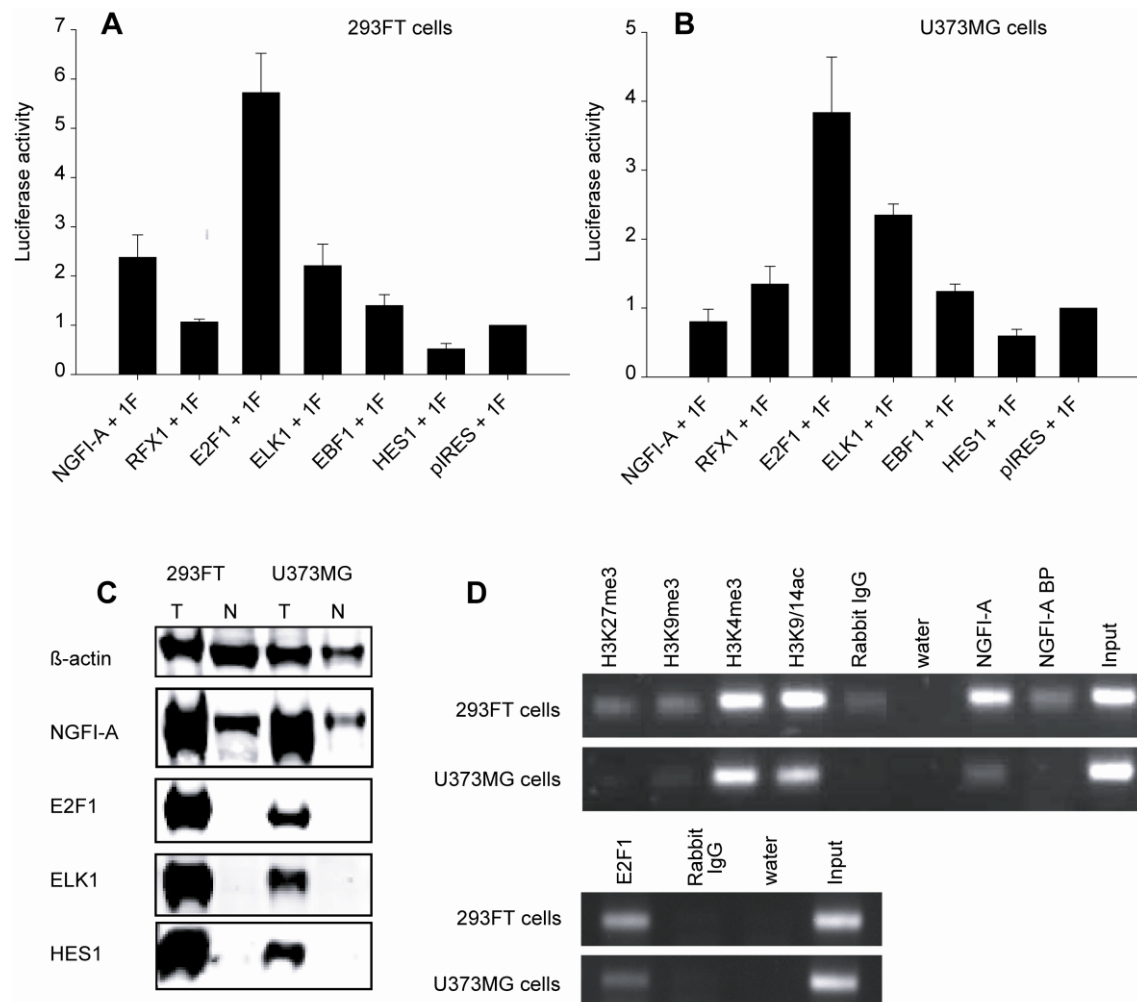 A
293FT cells
Luciferase activity
7
6
5
4
3
2
1
0
NGFI-A + 1F
RFX1 + 1F
E2F1 + 1F
ELK1 + 1F
EBF1 + 1F
HES1 + 1F
pIRES + 1F
B
U373MG cells
Luciferase activity
5
4
3
2
1
0
NGFI-A + 1F
RFX1 + 1F
E2F1 + 1F
ELK1 + 1F
EBF1 + 1F
HES1 + 1F
pIRES + 1F
C
293FT U373MG
T N T N
ß-actin
NGFI-A
E2F1
ELK1
HES1
D
H3K27me3
H3K9me3
H3K4me3
H3K9/14ac
Rabbit IgG
water
NGFI-A
NGFI-A BP
Input
293FT cells
U373MG cells
E2F1
Rabbit
IgG
water
Input
293FT cells
U373MG cells